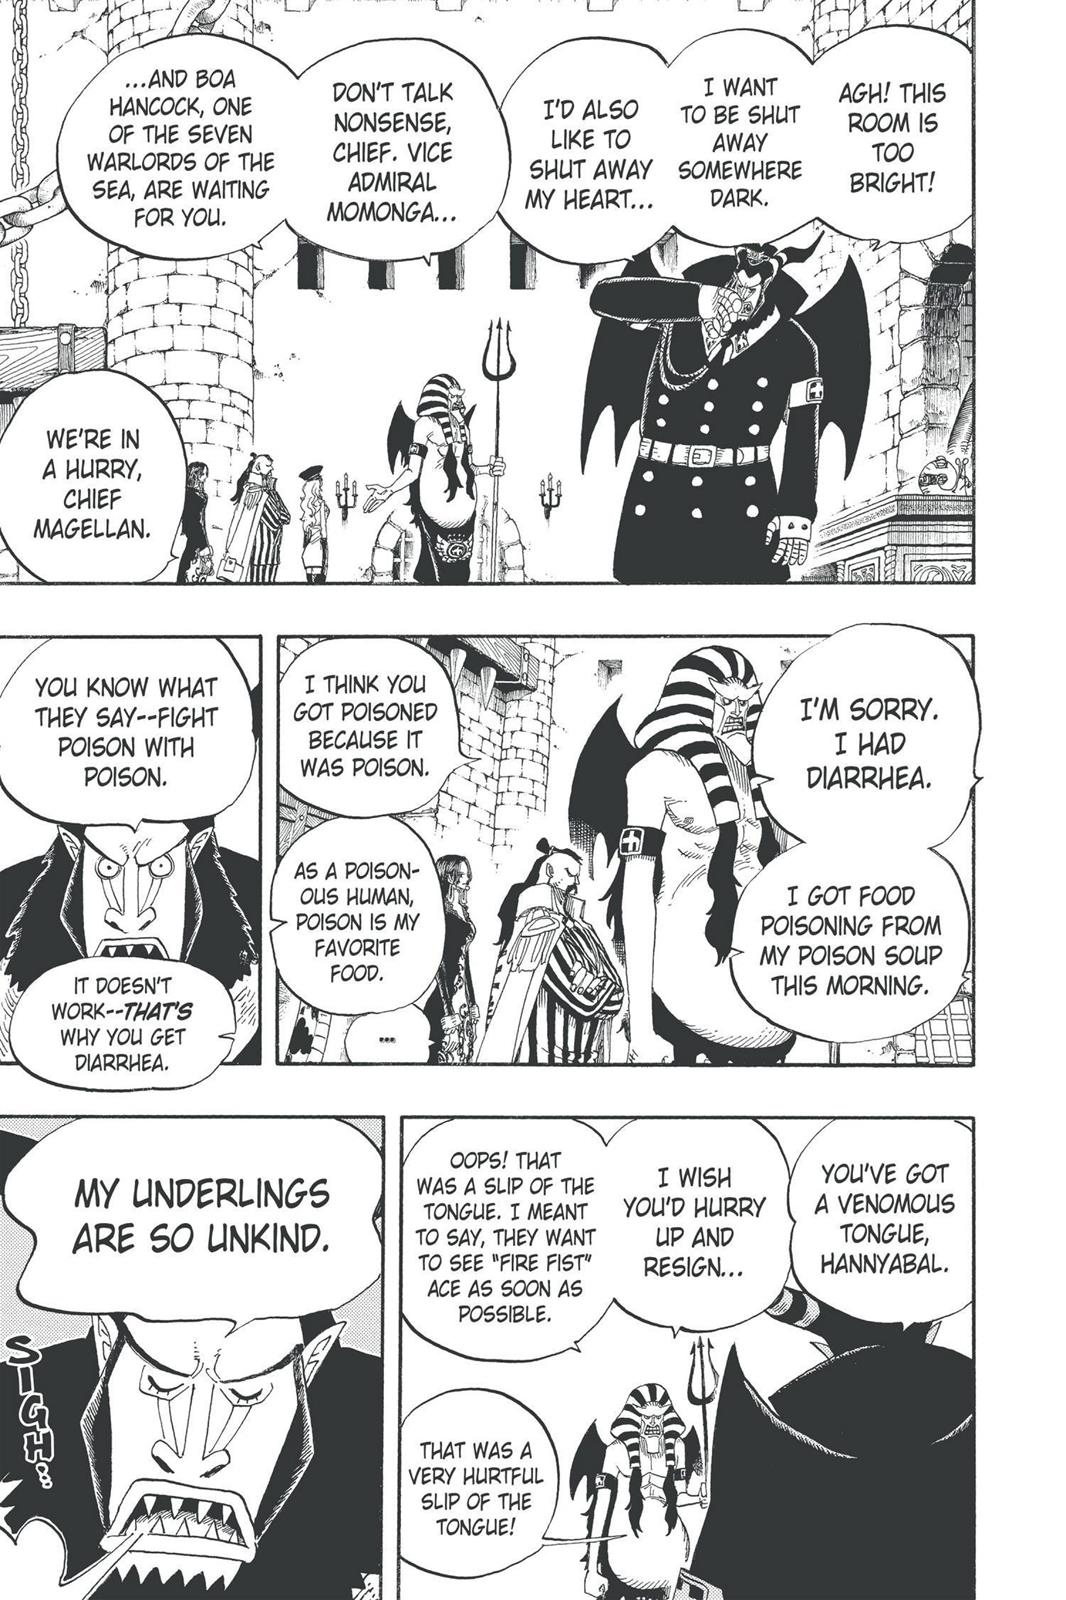 AGH! THIS
ROOM IS
TOO
BRIGHT!
I WANT
TO BE SHUT
AWAY
SOMEWHERE
DARK.
I'D ALSO
LIKE TO
SHUT AWAY
MY HEART...
DON'T TALK
NONSENSE,
CHIEF. VICE
ADMIRAL
MOMONGA...
...AND BOA
HANCOCK, ONE
OF THE SEVEN
WARLORDS OF THE
SEA, ARE WAITING
FOR YOU.
WE'RE IN
A HURRY,
CHIEF
MAGELLAN.
I'M SORRY.
I HAD
DIARRHEA.
I GOT FOOD
POISONING FROM
MY POISON SOUP
THIS MORNING.
I THINK YOU
GOT POISONED
BECAUSE IT
WAS POISON.
AS A POISON-
OUS HUMAN,
POISON IS MY
FAVORITE
FOOD.
...
YOU KNOW WHAT
THEY SAY--FIGHT
POISON WITH
POISON.
IT DOESN'T
WORK--THAT'S
WHY YOU GET
DIARRHEA.
YOU'VE GOT
A VENOMOUS
TONGUE,
HANNYABAL.
I WISH
YOU'D HURRY
UP AND
RESIGN...
OOPS! THAT
WAS A SLIP OF THE
TONGUE. I MEANT
TO SAY, THEY WANT
TO SEE "FIRE FIST"
ACE AS SOON AS
POSSIBLE.
THAT WAS A
VERY HURTFUL
SLIP OF THE
TONGUE!
MY UNDERLINGS
ARE SO UNKIND.
SIGH...